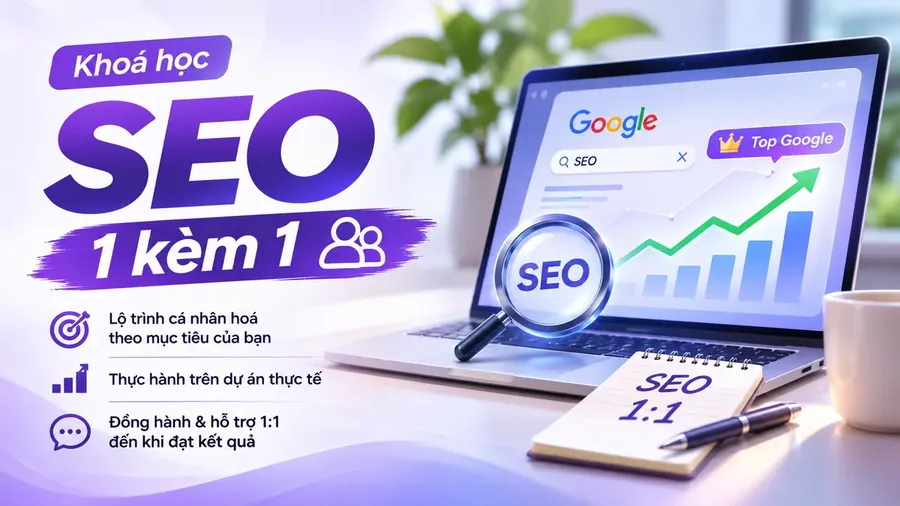 Khoá học
SEO
1 kèm 1
Lộ trình cá nhân hoá
theo mục tiêu của bạn
Thực hành trên dự án thực tế
Đồng hành & hỗ trợ 1:1
đến khi đạt kết quả
Google
SEO
Top Google
SEO
SEO
1:1